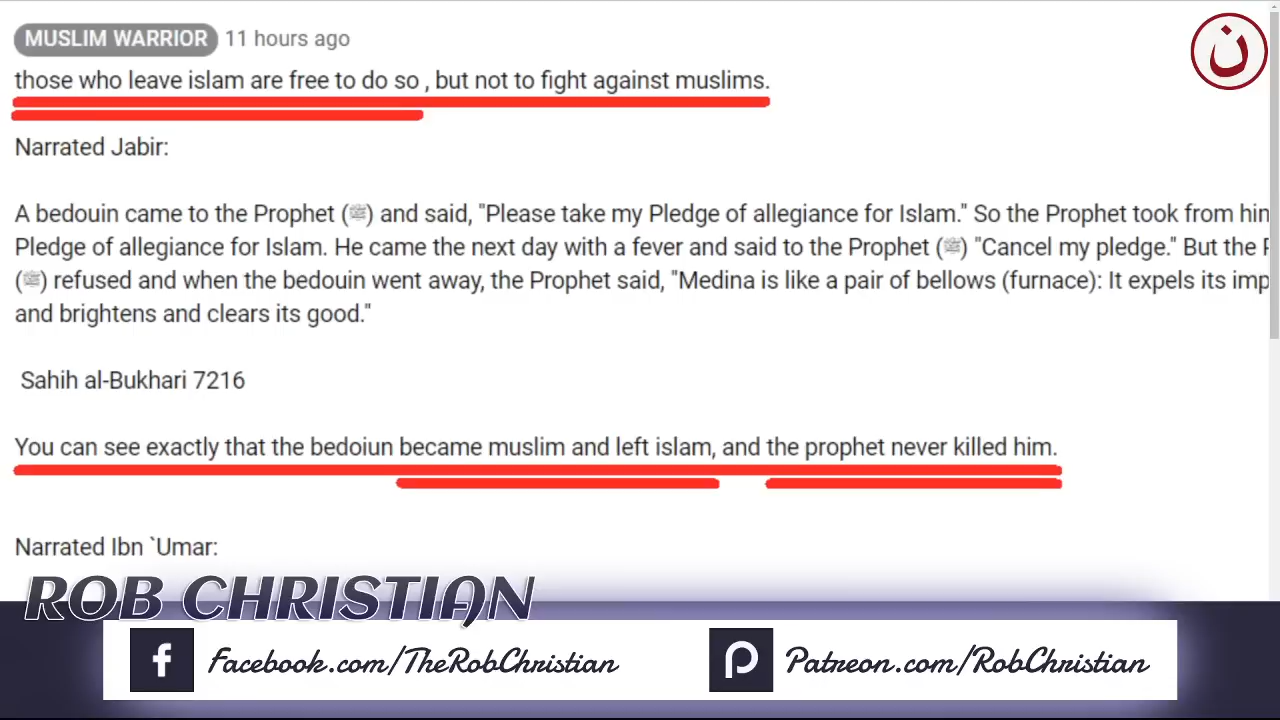 MUSLIM WARRIOR 11 hours ago
ن
those who leave islam are free to do so , but not to fight against muslims.
Narrated Jabir:
A bedouin came to the Prophet (ﷺ) and said, "Please take my Pledge of allegiance for Islam." So the Prophet took from him
Pledge of allegiance for Islam. He came the next day with a fever and said to the Prophet (ﷺ) "Cancel my pledge." But the
(ﷺ) refused and when the bedouin went away, the Prophet said, "Medina is like a pair of bellows (furnace): It expels its imp
and brightens and clears its good."
Sahih al-Bukhari 7216
You can see exactly that the bedoiun became muslim and left islam, and the prophet never killed him.
Narrated Ibn `Umar:
ROB CHRISTIAN
Facebook.com/TheRobChristian
Patreon.com/RobChristian